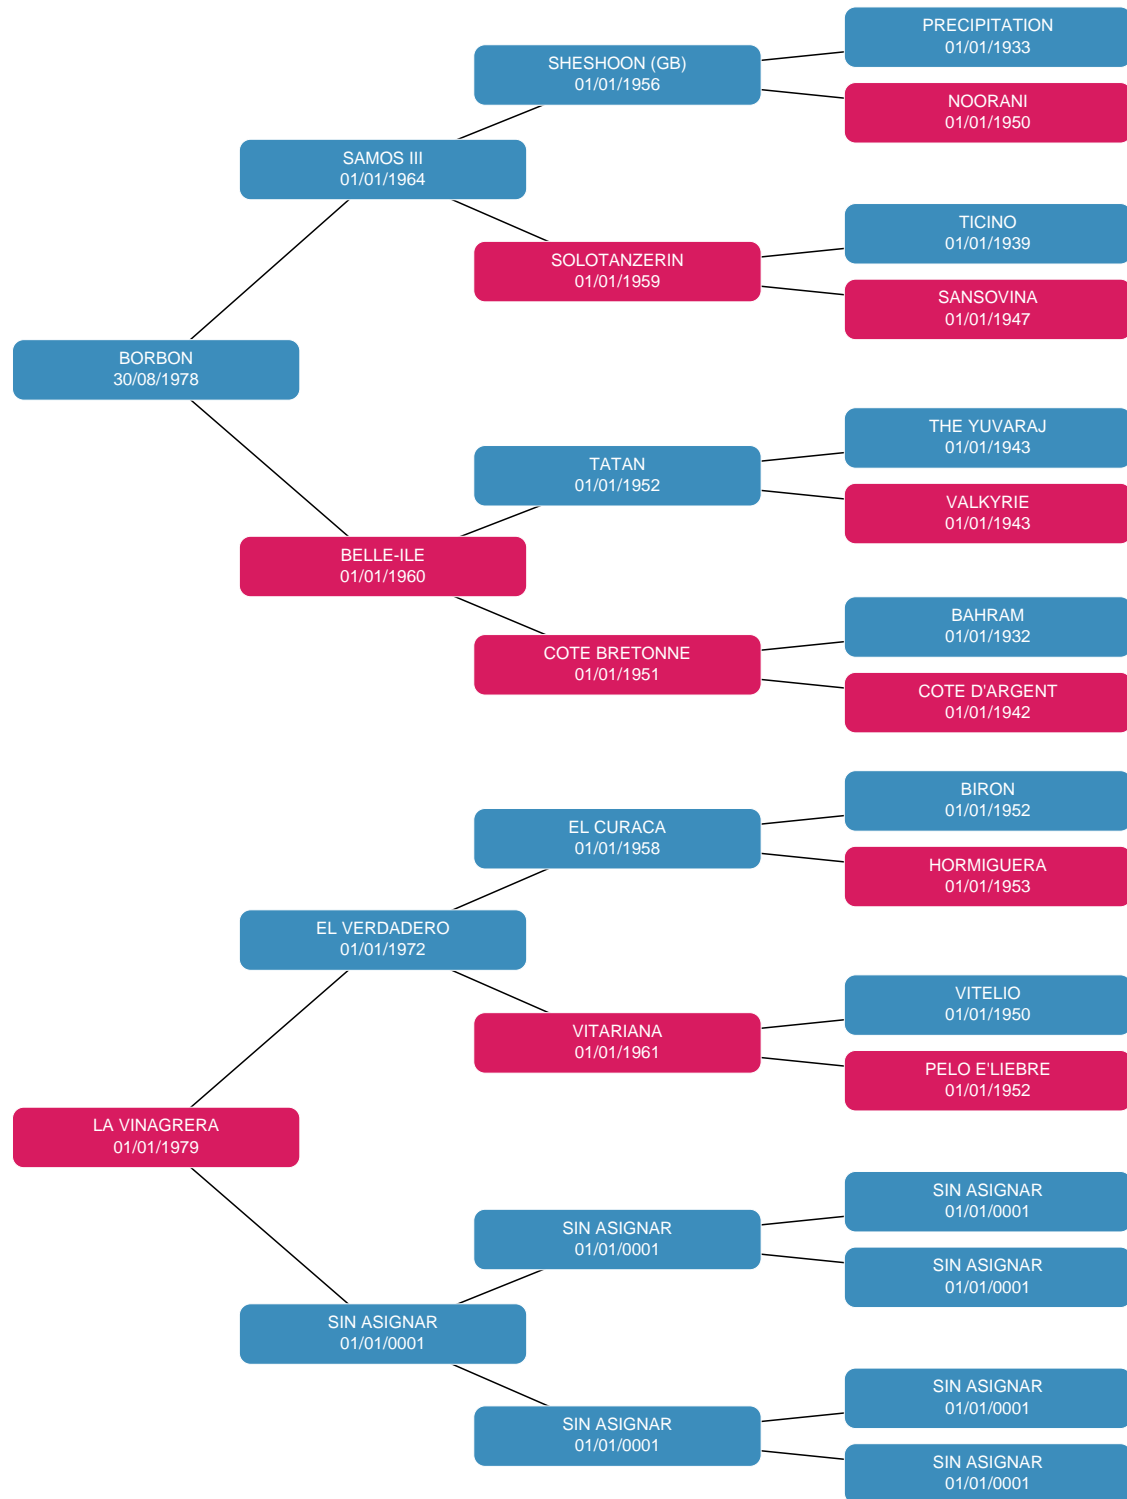 PRECIPITATION
01/01/1933
SHESHOON (GB)
01/01/1956
NOORANI
01/01/1950
SAMOS III
01/01/1964
TICINO
01/01/1939
SOLOTANZERIN
01/01/1959
SANSOVINA
01/01/1947
BORBON
30/08/1978
THE YUVARAJ
01/01/1943
TATAN
01/01/1952
VALKYRIE
01/01/1943
BELLE-ILE
01/01/1960
BAHRAM
01/01/1932
COTE BRETONNE
01/01/1951
COTE D'ARGENT
01/01/1942
BIRON
01/01/1952
EL CURACA
01/01/1958
HORMIGUERA
01/01/1953
EL VERDADERO
01/01/1972
VITELIO
01/01/1950
VITARIANA
01/01/1961
PELO E'LIEBRE
01/01/1952
LA VINAGRERA
01/01/1979
SIN ASIGNAR
01/01/0001
SIN ASIGNAR
01/01/0001
SIN ASIGNAR
01/01/0001
SIN ASIGNAR
01/01/0001
SIN ASIGNAR
01/01/0001
SIN ASIGNAR
01/01/0001
SIN ASIGNAR
01/01/0001